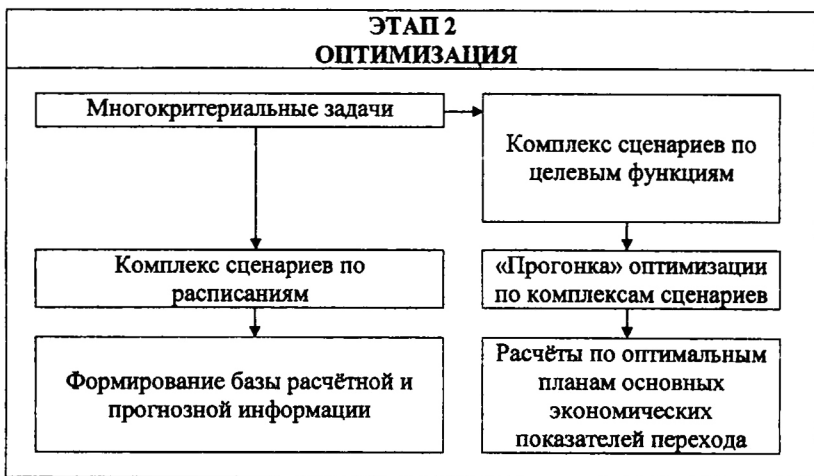 ЭТАП 2
ОПТИМИЗАЦИЯ
Многокритериальные задачи
Комплекс сценариев по
целевым функциям
Комплекс сценариев по
расписаниям
«Прогонка» оптимизации
по комплексам сценариев
Формирование базы расчётной и
прогнозной информации
Расчёты по оптимальным
планам основных
экономических
показателей перехода